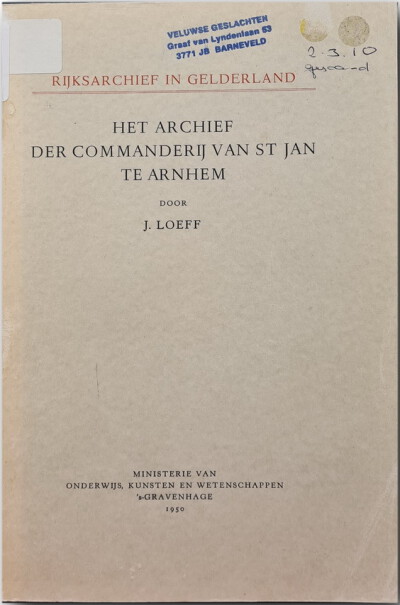 VELUWSE GESLACHTEN
Graaf van Lyndenlaan 53
3771 JB BARNEVELD
2-3.10
RIJKSARCHIEF IN GELDERLAND
HET ARCHIEF
DER COMMANDERIJ VAN ST JAN
TE ARNHEM
DOOR
J. LOEFF
MINISTERIE VAN
ONDERWIJS, KUNSTEN EN WETENSCHAPPEN
's-GRAVENHAGE
1950